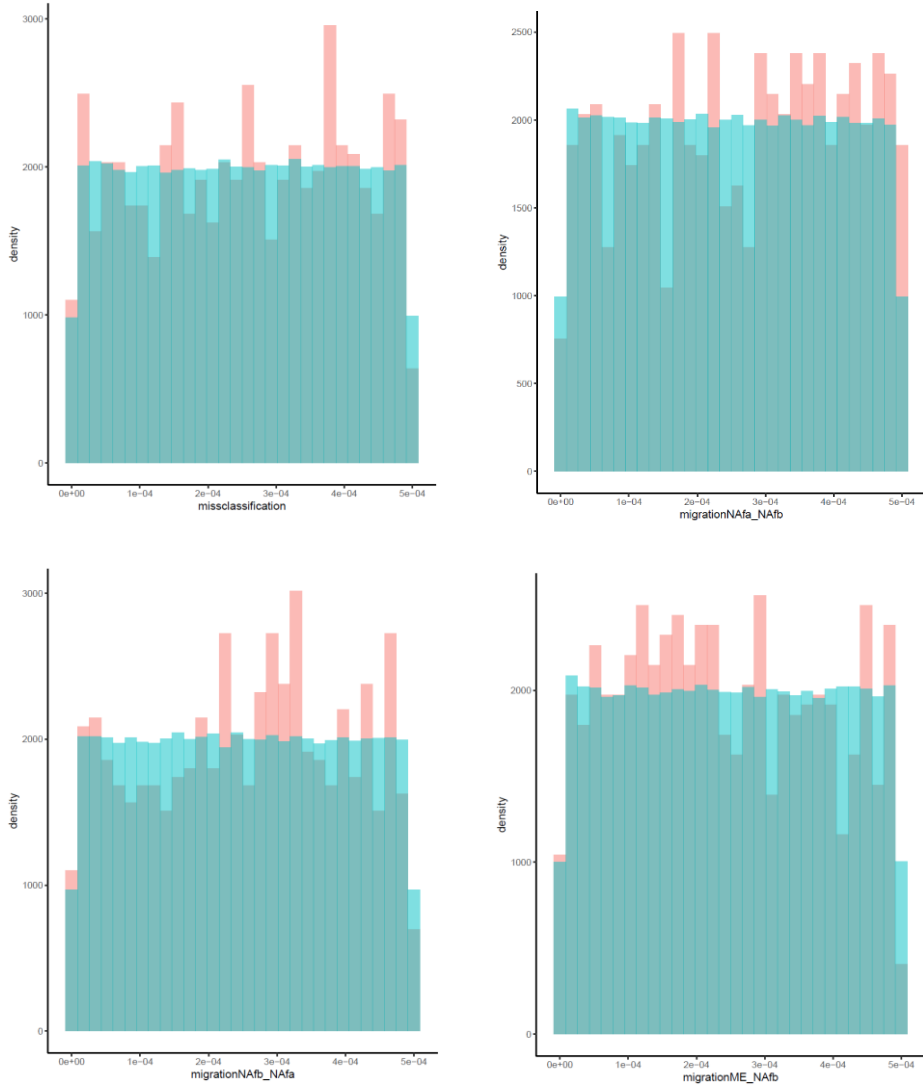 3000
2000
1000
0
density
0e+00 1e-04 2e-04 3e-04 4e-04 5e-04
missclassification
2500
2000
1500
1000
500
0
density
0e+00 1e-04 2e-04 3e-04 4e-04 5e-04
migrationNAfa_NAfb
3000
2000
1000
0
density
0e+00 1e-04 2e-04 3e-04 4e-04 5e-04
migrationNAfb_NAfa
2000
1000
0
density
0e+00 1e-04 2e-04 3e-04 4e-04 5e-04
migrationME_NAfb